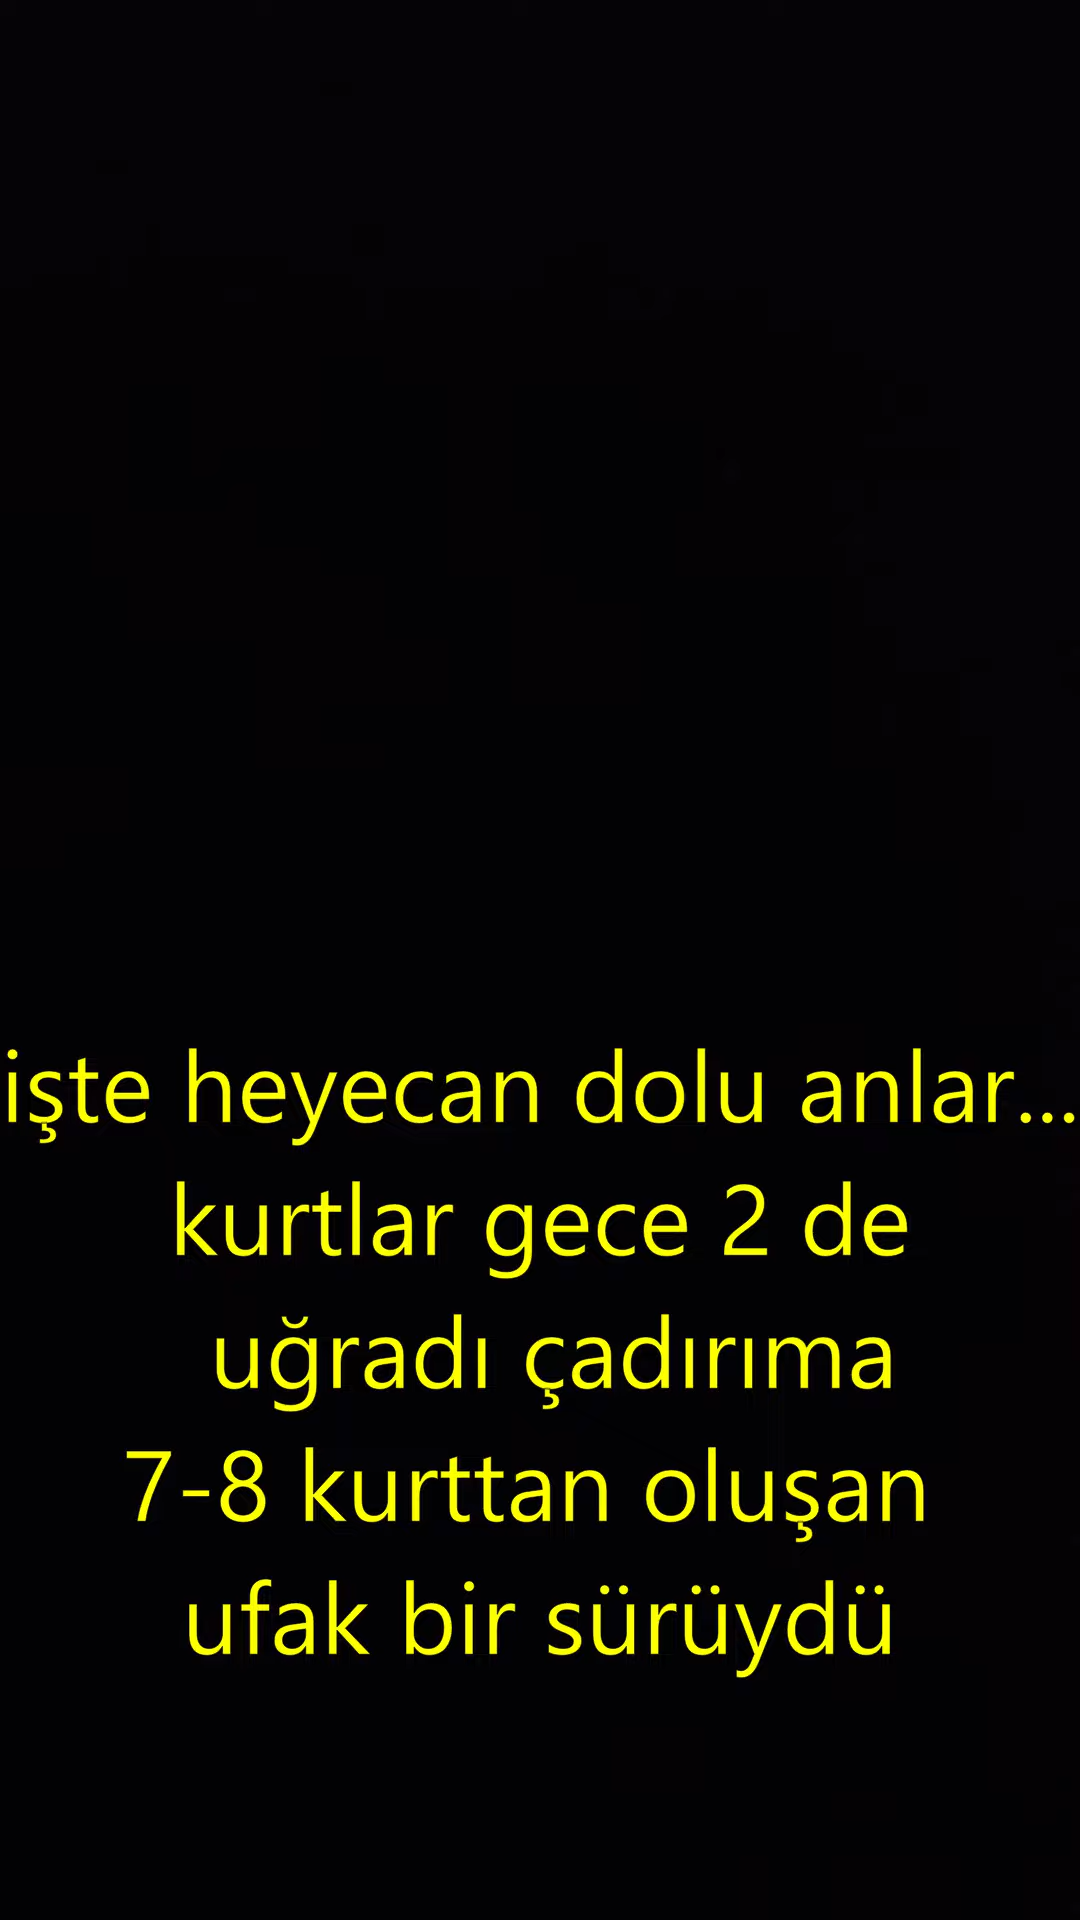 işte heyecan dolu anlar...
kurtlar gece 2 de
uğradı çadırıma
7-8 kurttan oluşan
ufak bir sürüydü